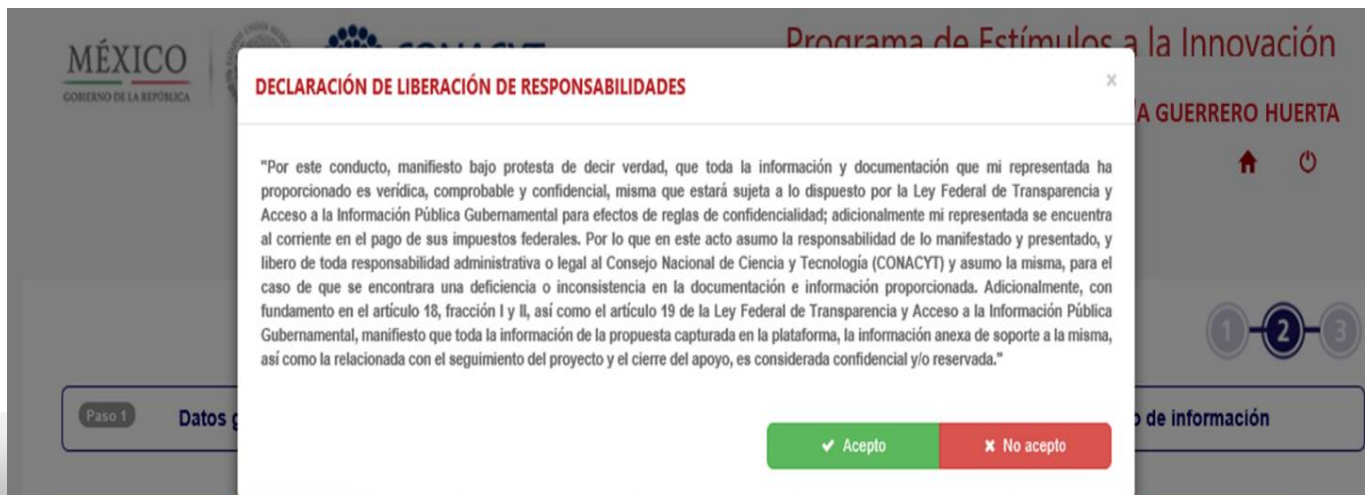 MÉXICO
GOBIERNO DE LA REPÚBLICA
CONACYT
Programa de Estímulos a la Innovación
A GUERRERO HUERTA
DECLARACIÓN DE LIBERACIÓN DE RESPONSABILIDADES
×
"Por este conducto, manifiesto bajo protesta de decir verdad, que toda la información y documentación que mi representada ha
proporcionado es verídica, comprobable y confidencial, misma que estará sujeta a lo dispuesto por la Ley Federal de Transparencia y
Acceso a la Información Pública Gubernamental para efectos de reglas de confidencialidad; adicionalmente mi representada se encuentra
al corriente en el pago de sus impuestos federales. Por lo que en este acto asumo la responsabilidad de lo manifestado y presentado, y
libero de toda responsabilidad administrativa o legal al Consejo Nacional de Ciencia y Tecnología (CONACYT) y asumo la misma, para el
caso de que se encontrara una deficiencia o inconsistencia en la documentación e información proporcionada. Adicionalmente, con
fundamento en el artículo 18, fracción I y II, así como el artículo 19 de la Ley Federal de Transparencia y Acceso a la Información Pública
Gubernamental, manifiesto que toda la información de la propuesta capturada en la plataforma, la información anexa de soporte a la misma,
así como la relacionada con el seguimiento del proyecto y el cierre del apoyo, es considerada confidencial y/o reservada."
1 2 3
Paso 1 Datos
de información
Acepto No acepto